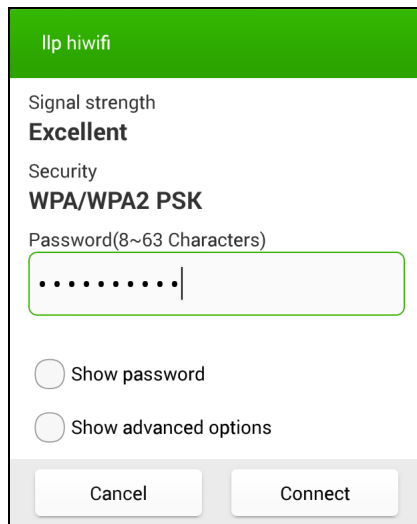 llp hiwifi
Signal strength
Excellent
Security
WPA/WPA2 PSK
Password(8~63 Characters)
••••••••••
Show password
Show advanced options
Cancel
Connect